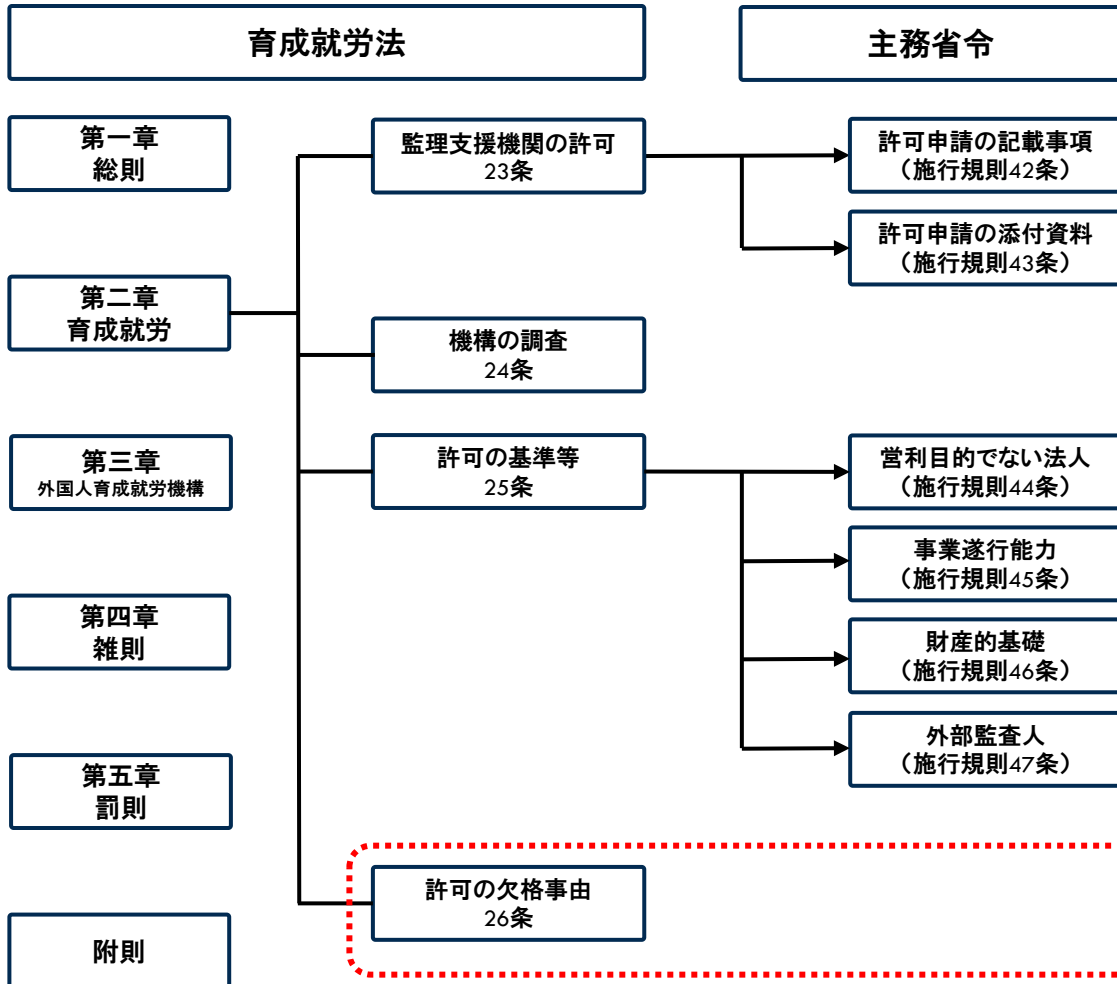 育成就労法
主務省令
第一章
総則
監理支援機関の許可
23条
許可申請の記載事項
（施行規則42条）
許可申請の添付資料
（施行規則43条）
第二章
育成就労
機構の調査
24条
第三章
外国人育成就労機構
許可の基準等
25条
営利目的でない法人
（施行規則44条）
事業遂行能力
（施行規則45条）
第四章
雑則
財産的基礎
（施行規則46条）
外部監査人
（施行規則47条）
第五章
罰則
許可の欠格事由
26条
附則